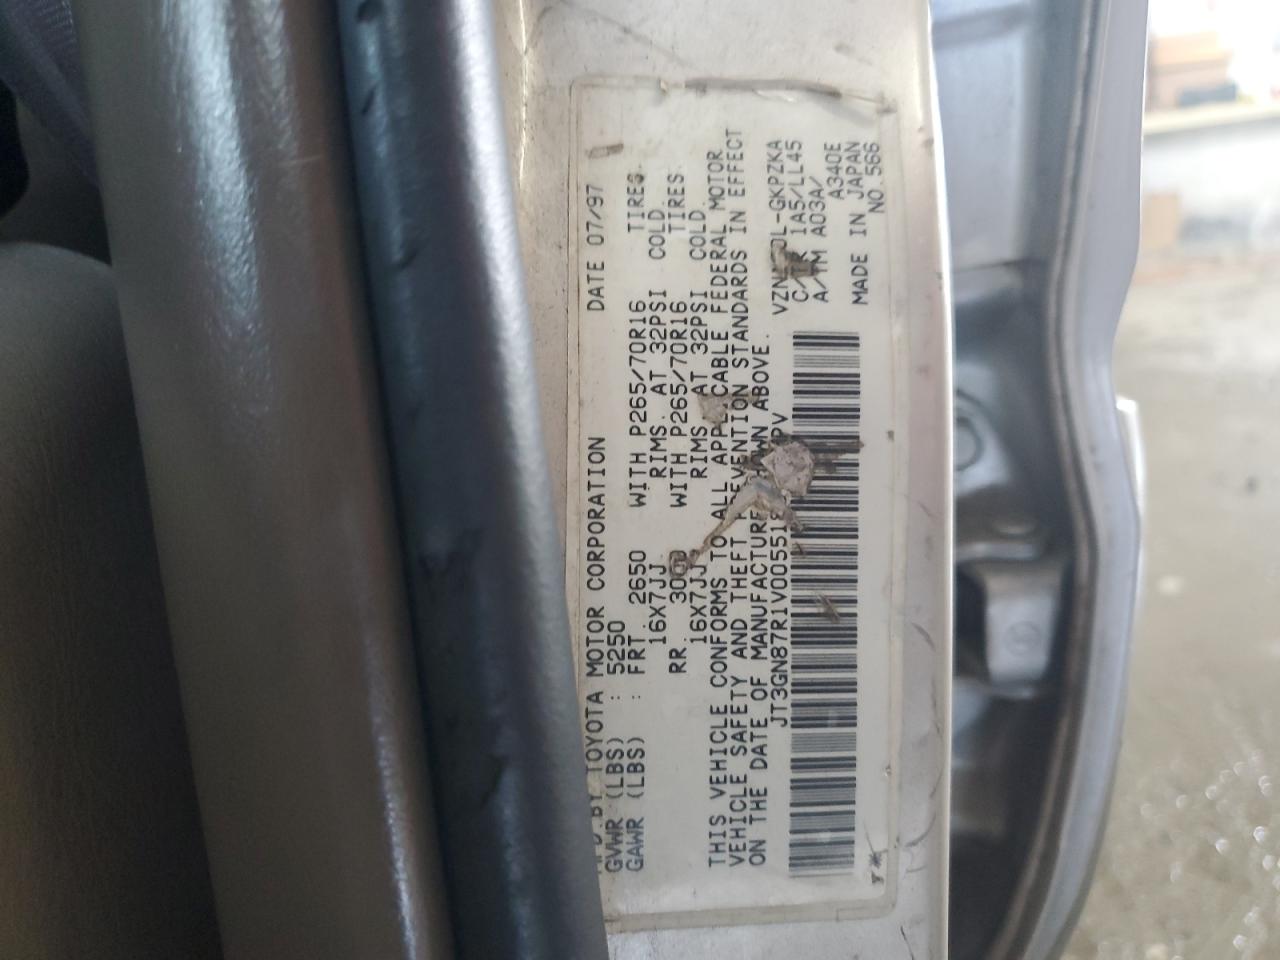 MFD. BY TOYOTA MOTOR CORPORATION DATE 07/97
GVWR (LBS) : 5250
GAWR (LBS) : FRT. 2650 WITH P265/70R16 TIRES.
16X7JJ. RIMS. AT 32PSI COLD
RR. 3000 WITH P265/70R16 TIRES.
16X7JJ RIMS AT 32PSI COLD.
THIS VEHICLE CONFORMS TO ALL APPLICABLE FEDERAL MOTOR
VEHICLE SAFETY AND THEFT PREVENTION STANDARDS IN EFFECT
ON THE DATE OF MANUFACTURE SHOWN ABOVE.
JT3GN87R1V005518 PV
C/TR 1A5/LL45
A/TM A03A/ A340E
MADE IN JAPAN
NO.566